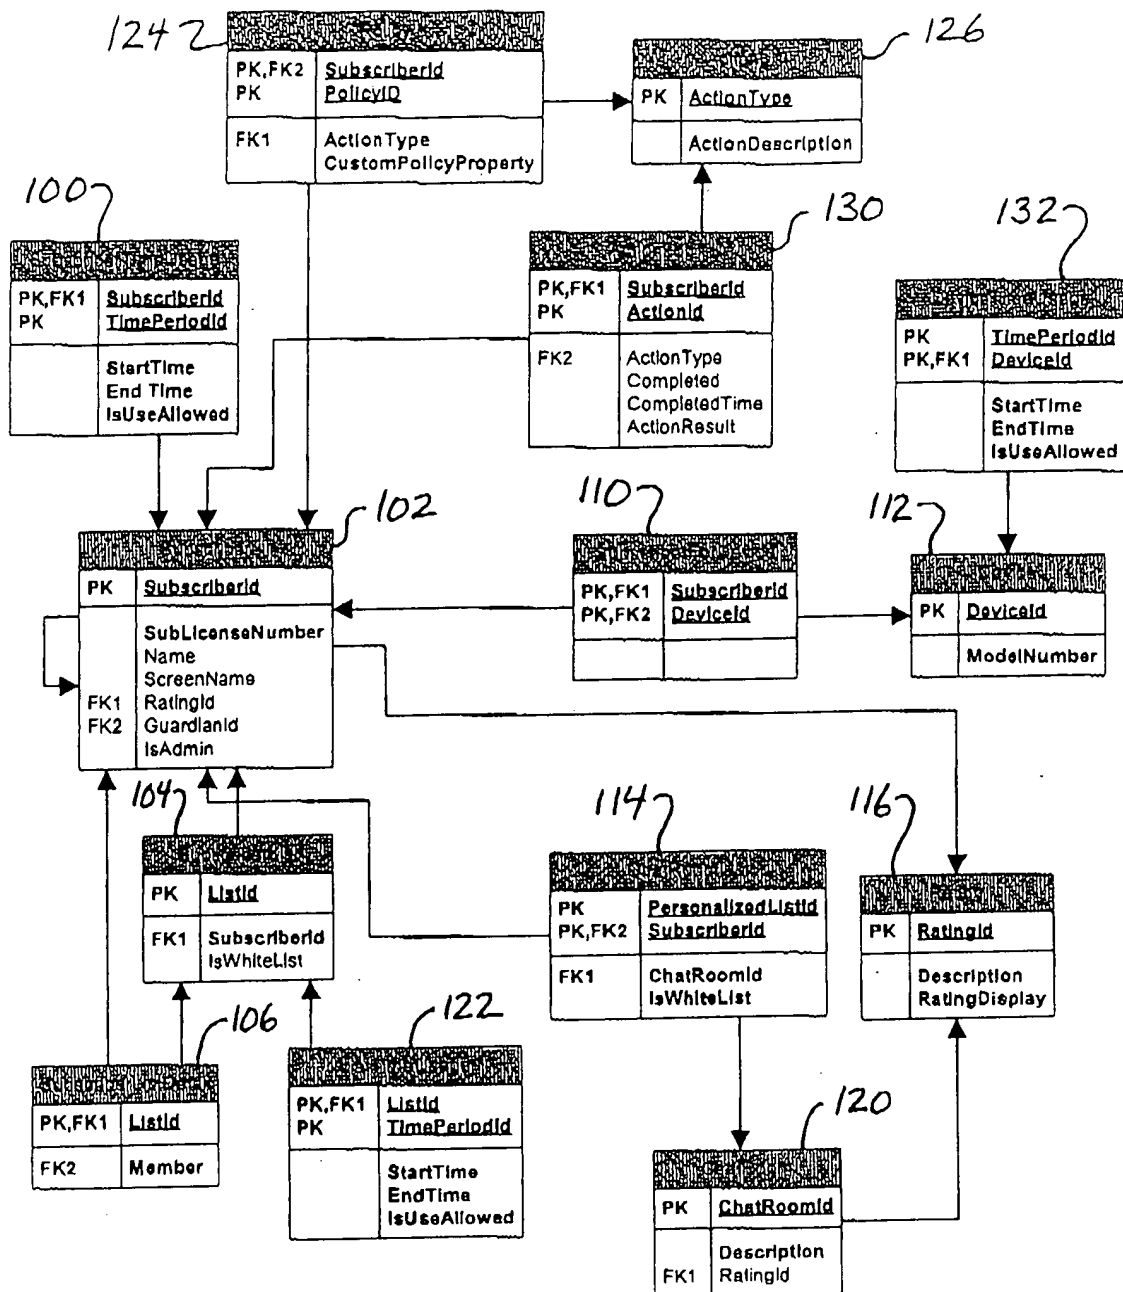 124
PK,FK2 SubscriberId
PK PolicyID
FK1 ActionType
CustomPolicyProperty
126
PK ActionType
ActionDescription
100
PK,FK1 SubscriberId
PK TimePeriodId
StartTime
End Time
IsUseAllowed
130
PK,FK1 SubscriberId
PK ActionId
FK2 ActionType
Completed
CompletedTime
ActionResult
132
PK TimePeriodId
PK,FK1 DeviceId
StartTime
EndTime
IsUseAllowed
102
PK SubscriberId
SubLicenseNumber
Name
ScreenName
FK1 RatingId
FK2 GuardianId
IsAdmin
110
PK,FK1 SubscriberId
PK,FK2 DeviceId
112
PK DeviceId
ModelNumber
104
PK ListId
FK1 SubscriberId
IsWhiteList
114
PK PersonalizedListId
PK,FK2 SubscriberId
FK1 ChatRoomId
IsWhiteList
116
PK RatingId
Description
RatingDisplay
106
PK,FK1 ListId
FK2 Member
122
PK,FK1 ListId
PK TimePeriodId
StartTime
EndTime
IsUseAllowed
120
PK ChatRoomId
Description
FK1 RatingId